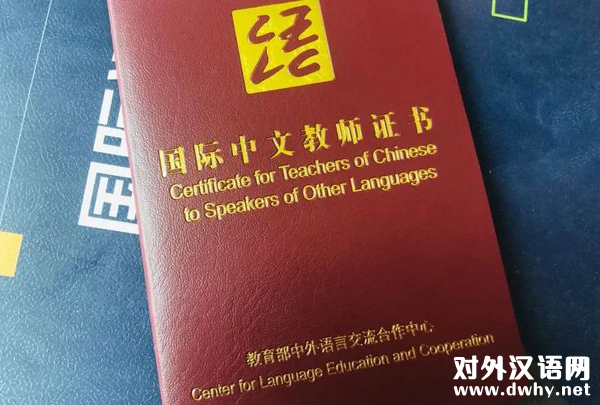 国际中文教师证书
Certificate for Teachers of Chinese
to Speakers of Other Languages
教育部中外语言交流合作中心
Center for Language Education and Cooperation
国际
对外汉语网
www.dwhy.net